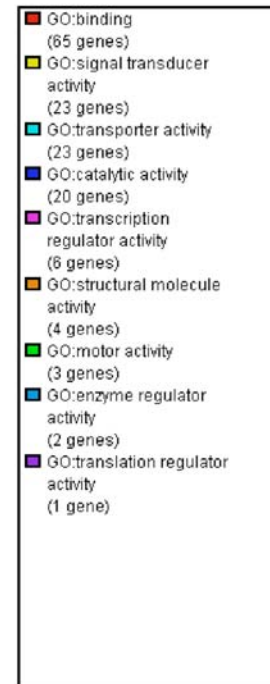 GO:binding
(65 genes)
GO:signal transducer
activity
(23 genes)
GO:transporter activity
(23 genes)
GO:catalytic activity
(20 genes)
GO:transcription
regulator activity
(6 genes)
GO:structural molecule
activity
(4 genes)
GO:motor activity
(3 genes)
GO:enzyme regulator
activity
(2 genes)
GO:translation regulator
activity
(1 gene)